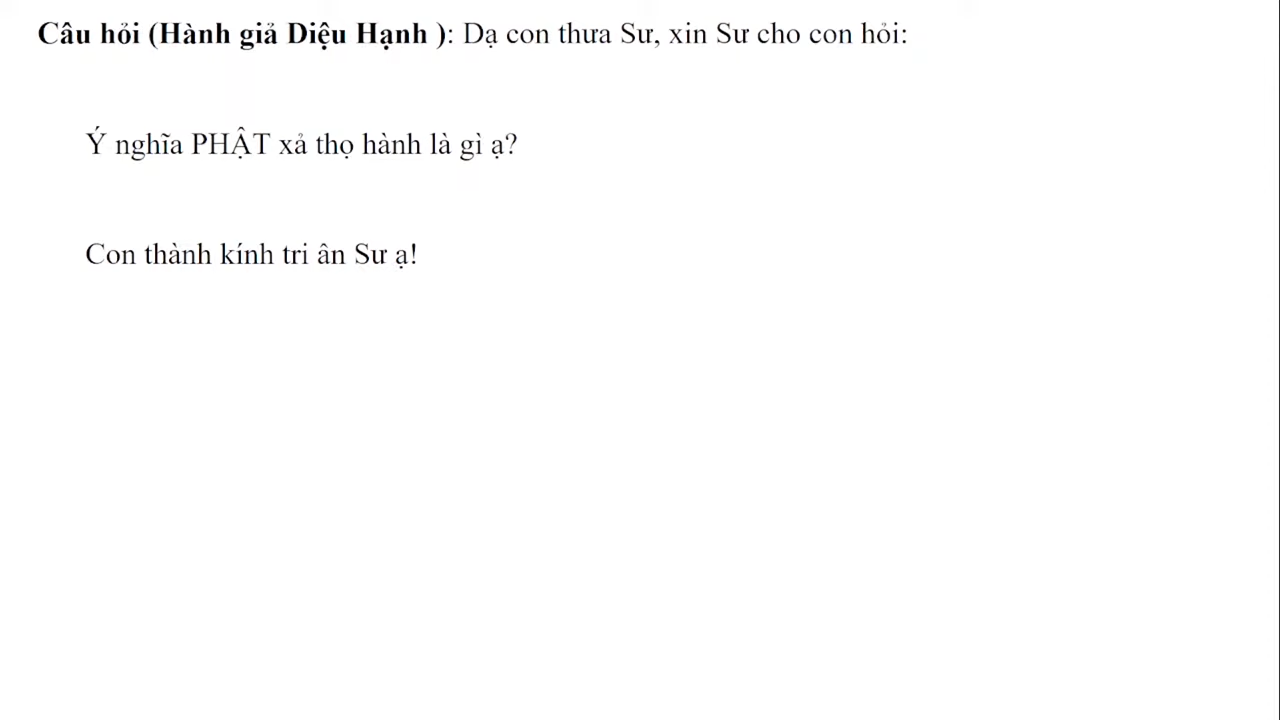 Câu hỏi (Hành giả Diệu Hạnh ): Dạ con thưa Sư, xin Sư cho con hỏi:
Ý nghĩa PHẬT xả thọ hành là gì ạ?
Con thành kính tri ân Sư ạ!